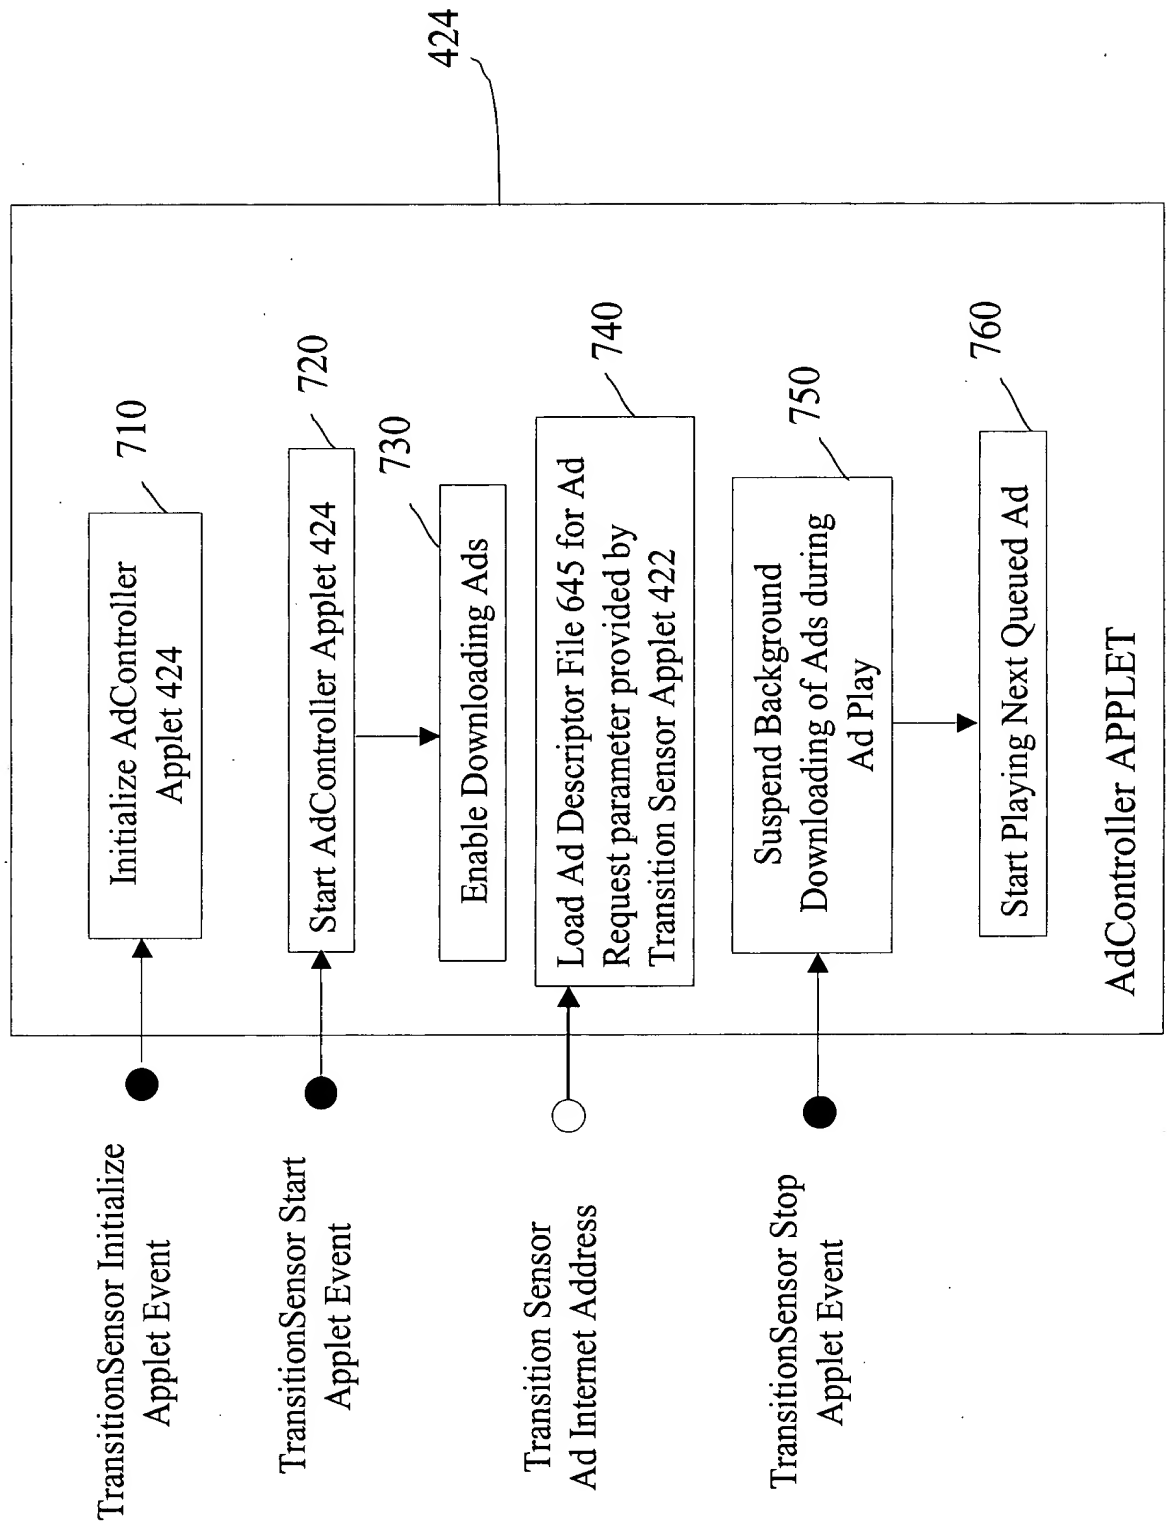 424
TransitionSensor Initialize
Applet Event
Initialize AdController
Applet 424
710
TransitionSensor Start
Applet Event
Start AdController Applet 424
720
Enable Downloading Ads
730
Transition Sensor
Ad Internet Address
Load Ad Descriptor File 645 for Ad
Request parameter provided by
Transition Sensor Applet 422
740
TransitionSensor Stop
Applet Event
Suspend Background
Downloading of Ads during
Ad Play
750
Start Playing Next Queued Ad
760
AdController APPLET